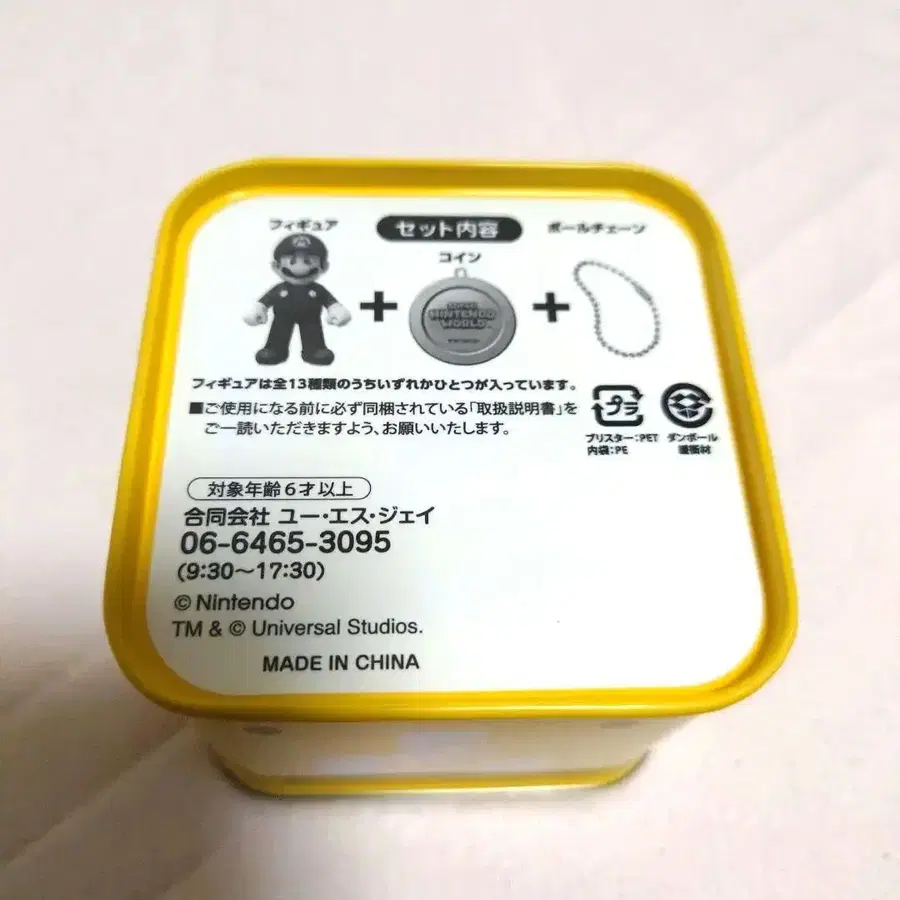 フィギュア
セット内容
ボールチェーン
コイン
SUPER
NINTENDO
WORLD
フィギュアは全13種類のうちいずれかひとつが入っています。
■ご使用になる前に必ず同梱されている「取扱説明書」を
ご一読いただきますよう、お願いいたします。
プラ
ブリスター:PET
内袋:PE
ダンボール
緩衝材
対象年齢6才以上
合同会社 ユー・エス・ジェイ
06-6465-3095
(9:30〜17:30)
© Nintendo
TM & © Universal Studios.
MADE IN CHINA